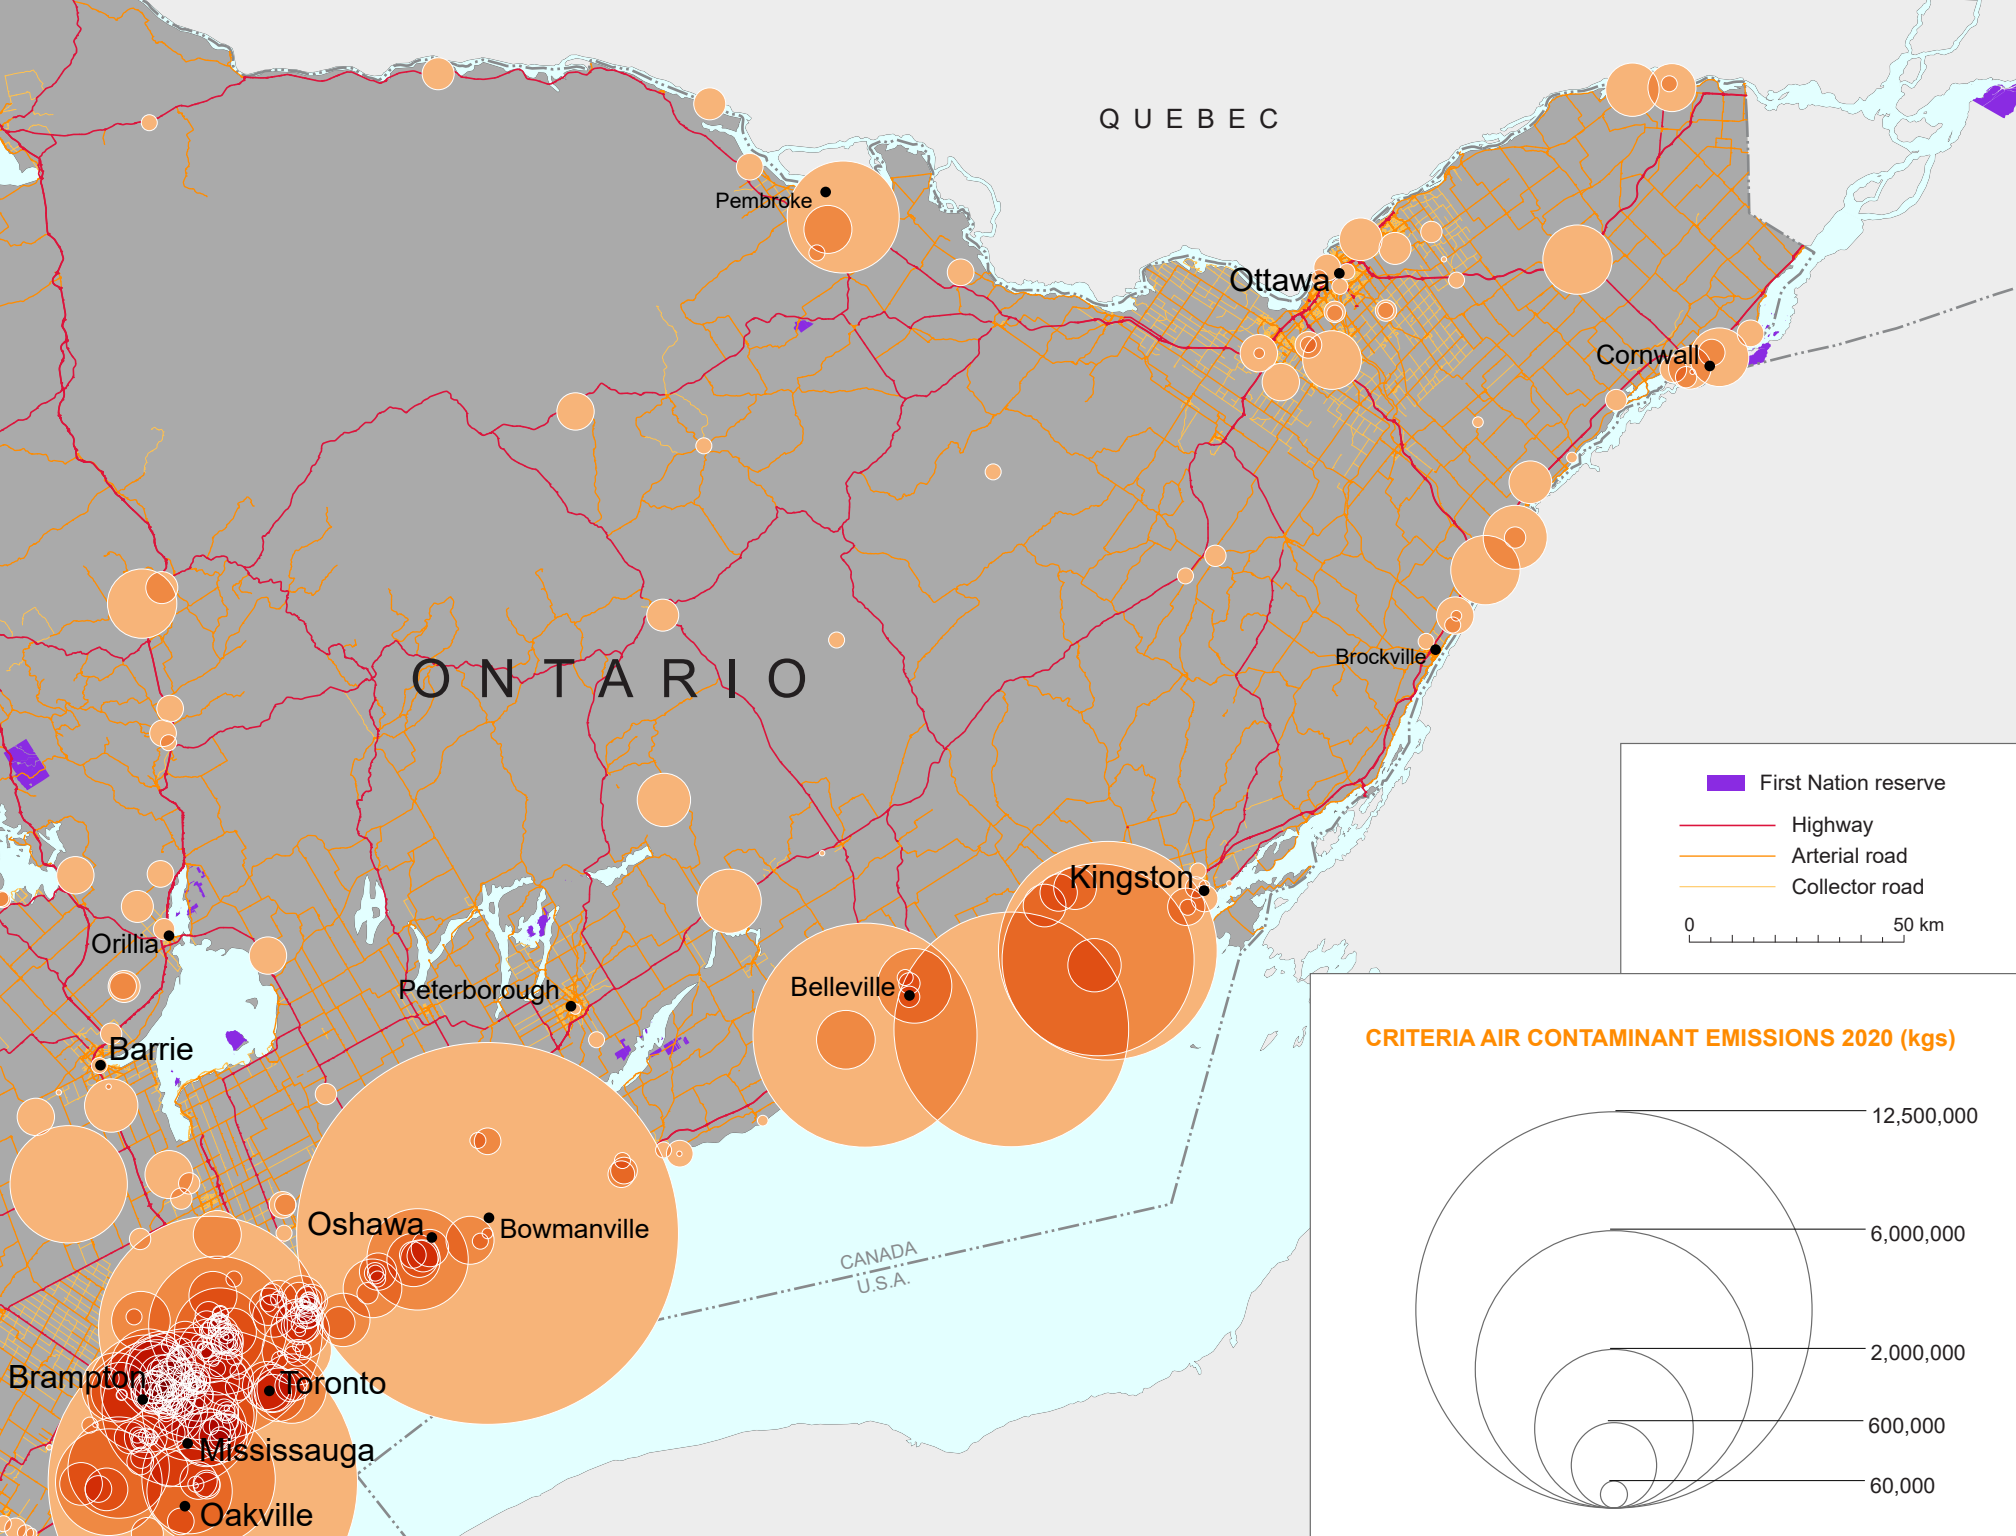 QUEBEC
Pembroke
Ottawa
Cornwall
ONTARIO
Brockville
First Nation reserve
Highway
Arterial road
Collector road
0 50 km
Kingston
Orillia
Peterborough
Belleville
Barrie
CRITERIA AIR CONTAMINANT EMISSIONS 2020 (kgs)
12,500,000
6,000,000
2,000,000
600,000
60,000
Oshawa
Bowmanville
CANADA
U.S.A.
Brampton
Toronto
Mississauga
Oakville